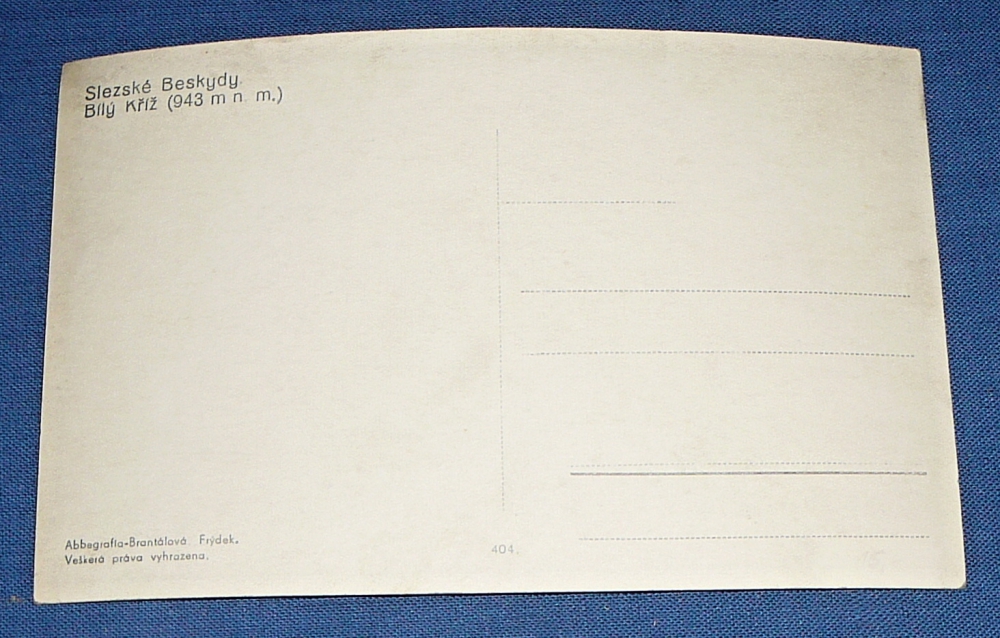 Slezské Beskydy.
Bílý Kříž (943 m n. m.)
404.
Abbegrafia-Brantálová. Frýdek.
Veškerá práva vyhrazena.